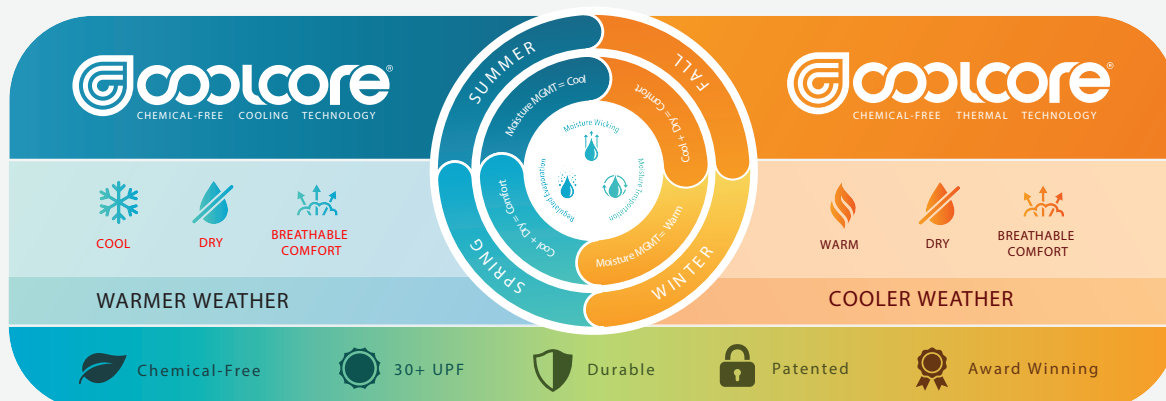 coolcore®
CHEMICAL-FREE COOLING TECHNOLOGY
COOL
DRY
BREATHABLE
COMFORT
WARMER WEATHER
SUMMER
FALL
WINTER
SPRING
Moisture MGMT = Cool
Cool + Dry = Comfort
Moisture MGMT = Warm
Cool + Dry = Comfort
Moisture Wicking
Moisture Trasportation
Regulated Evaporation
coolcore®
CHEMICAL-FREE THERMAL TECHNOLOGY
WARM
DRY
BREATHABLE
COMFORT
COOLER WEATHER
Chemical-Free
30+ UPF
Durable
Patented
Award Winning